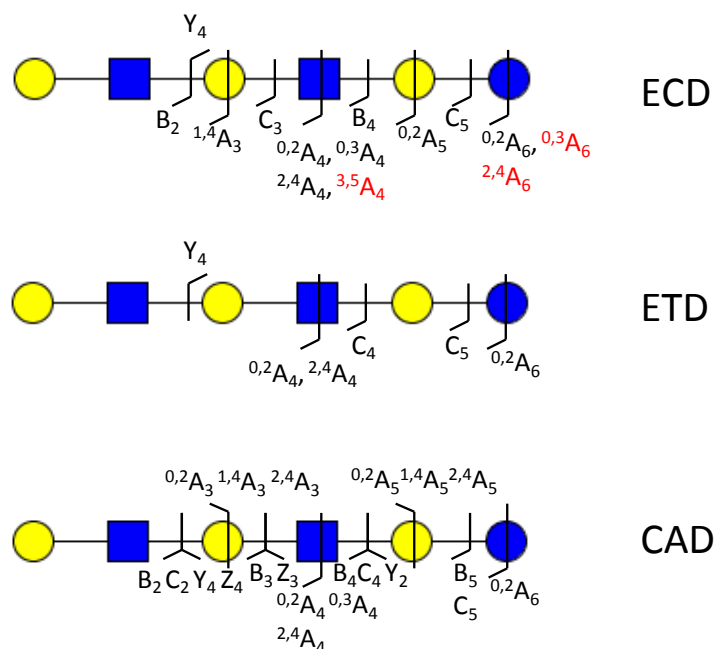 Y₄
B₂ ¹,⁴A₃ C₃ B₄ ⁰,²A₅ C₅ ECD
⁰,²A₄, ⁰,³A₄ ⁰,²A₆, ⁰,³A₆
²,⁴A₄, ³,⁵A₄ ²,⁴A₆
Y₄
ETD
C₄ C₅
⁰,²A₄, ²,⁴A₄ ⁰,²A₆
⁰,²A₃ ¹,⁴A₃ ²,⁴A₃ ⁰,²A₅ ¹,⁴A₅ ²,⁴A₅
CAD
B₂ C₂ Y₄ Z₄ B₃ Z₃ B₄ C₄ Y₂ B₅ ⁰,²A₆
⁰,²A₄ ⁰,³A₄ C₅
²,⁴A₄